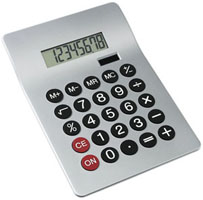 12345678
M+ M− MR MC
√ 7 8 9 ÷
% 4 5 6 ×
CE 1 2 3 −
ON 0 . = +